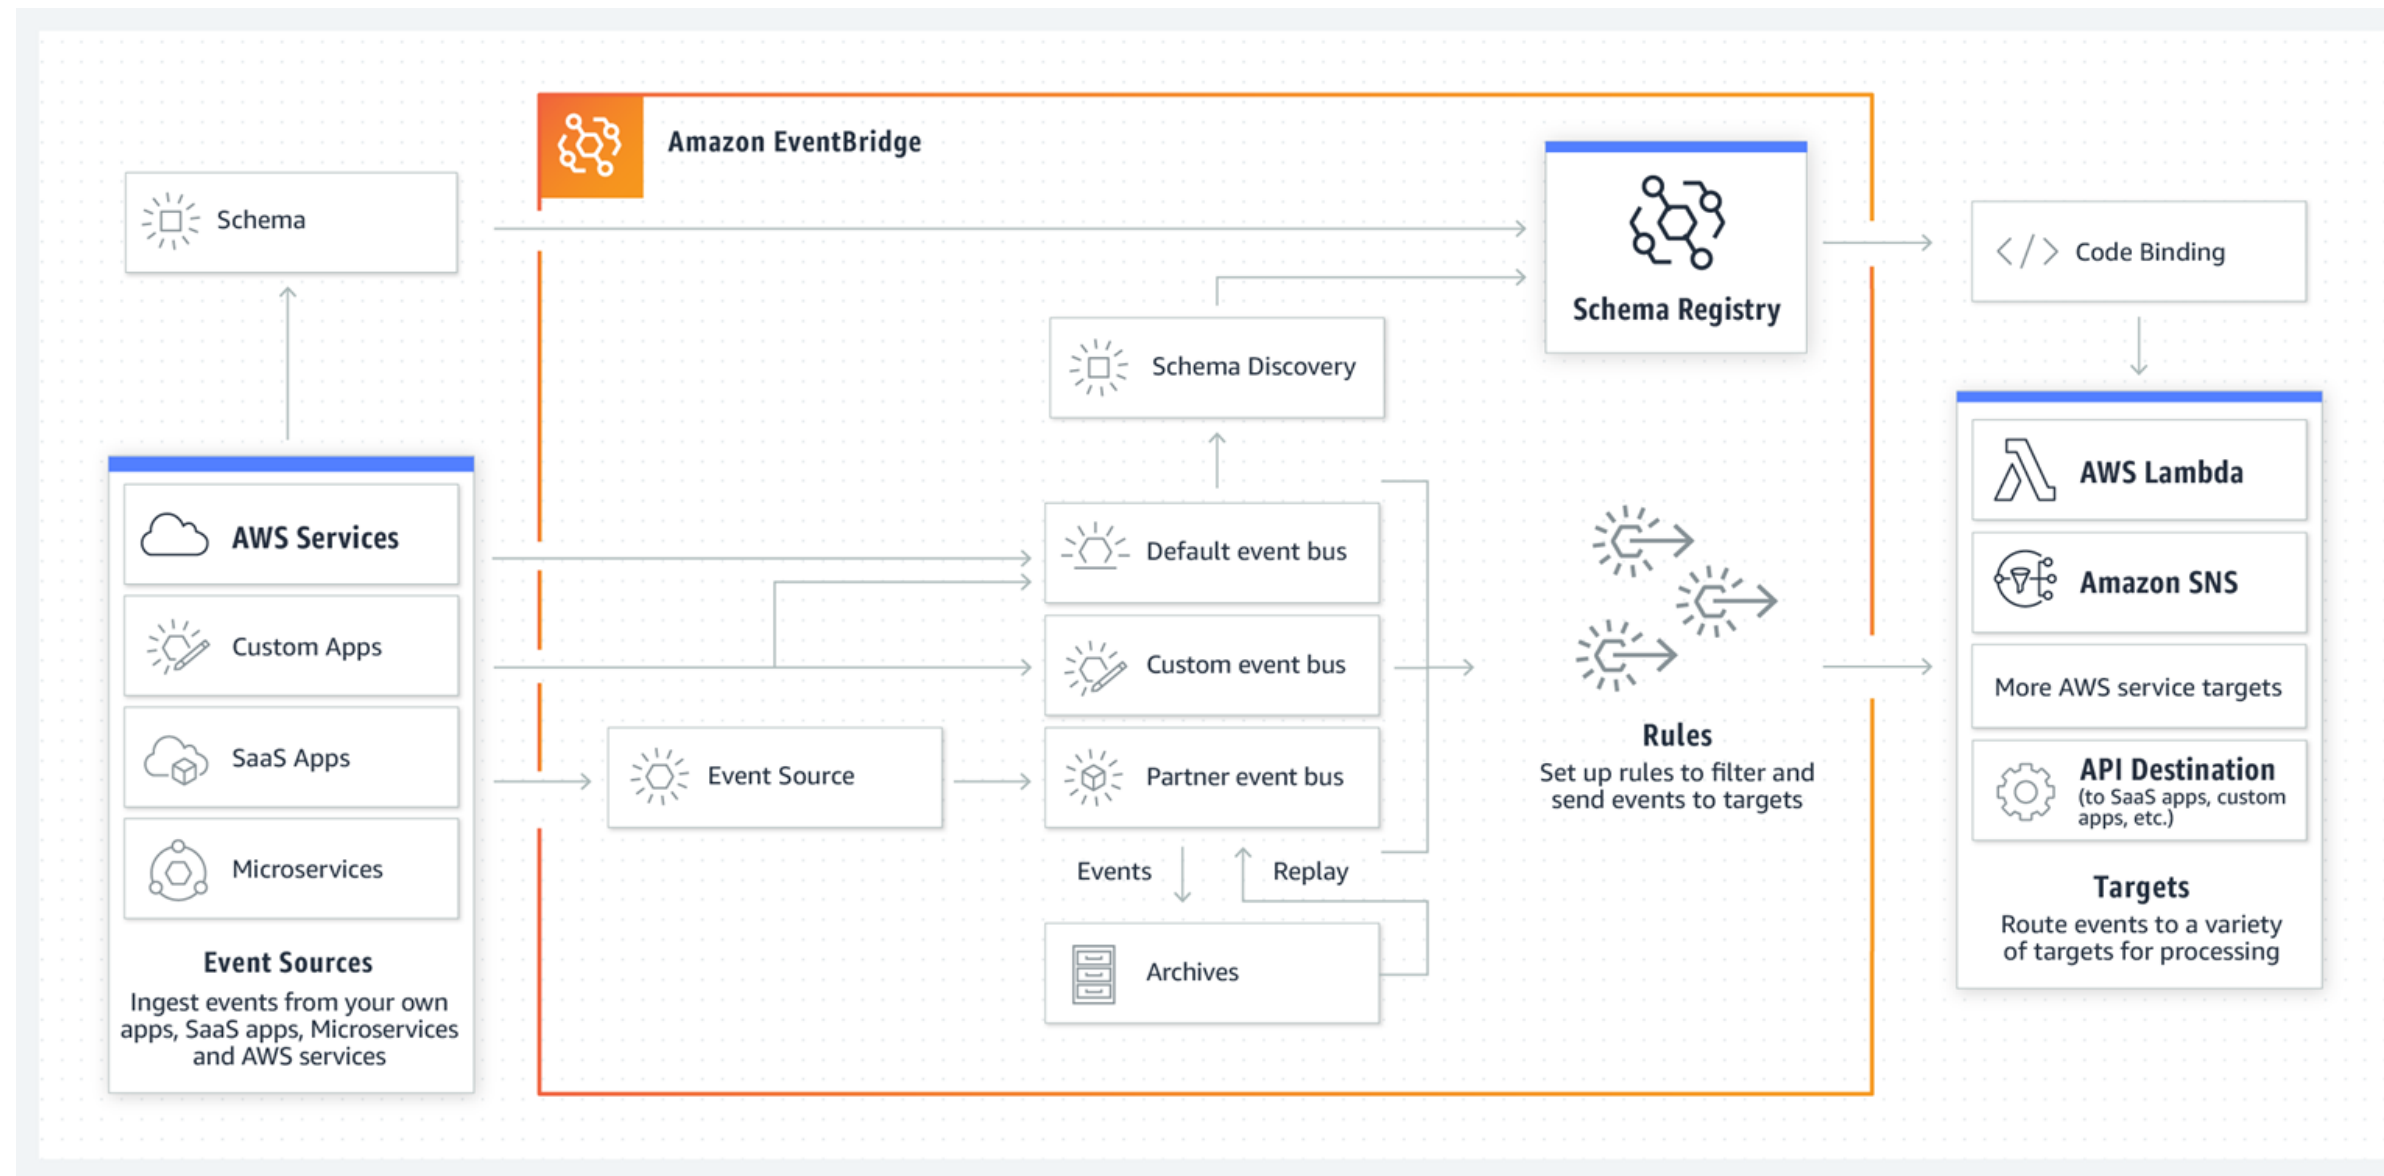 Amazon EventBridge
Schema
Schema Registry
Code Binding
Schema Discovery
AWS Services
Custom Apps
SaaS Apps
Microservices
Event Sources
Ingest events from your own
apps, SaaS apps, Microservices
and AWS services
Event Source
Default event bus
Custom event bus
Partner event bus
Events
Replay
Archives
Rules
Set up rules to filter and
send events to targets
AWS Lambda
Amazon SNS
More AWS service targets
API Destination
(to SaaS apps, custom
apps, etc.)
Targets
Route events to a variety
of targets for processing